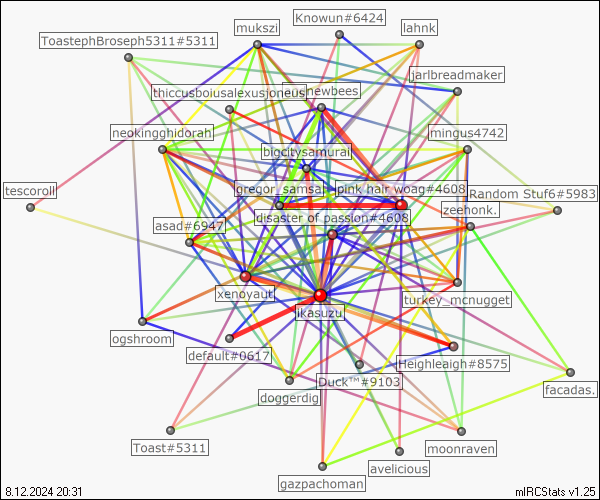 Knowun#6424
mukszi
lahnk
ToastephBroseph5311#5311
jarlbreadmaker
thiccusboiusalexusjoneus
newbees
neokingghidorah
mingus4742
bigcitysamurai
tescoroll
gregor_samsa
pink hair woag#4608
Random Stuf6#5983
disaster of passion#4608
zeehonk.
asad#6947
xenoyaut
turkey_mcnugget
ikasuzu
ogshroom
default#0617
Heighleaigh#8575
Duck™#9103
doggerdig
facadas.
Toast#5311
moonraven
avelicious
gazpachoman
8.12.2024 20:31
mIRCStats v1.25